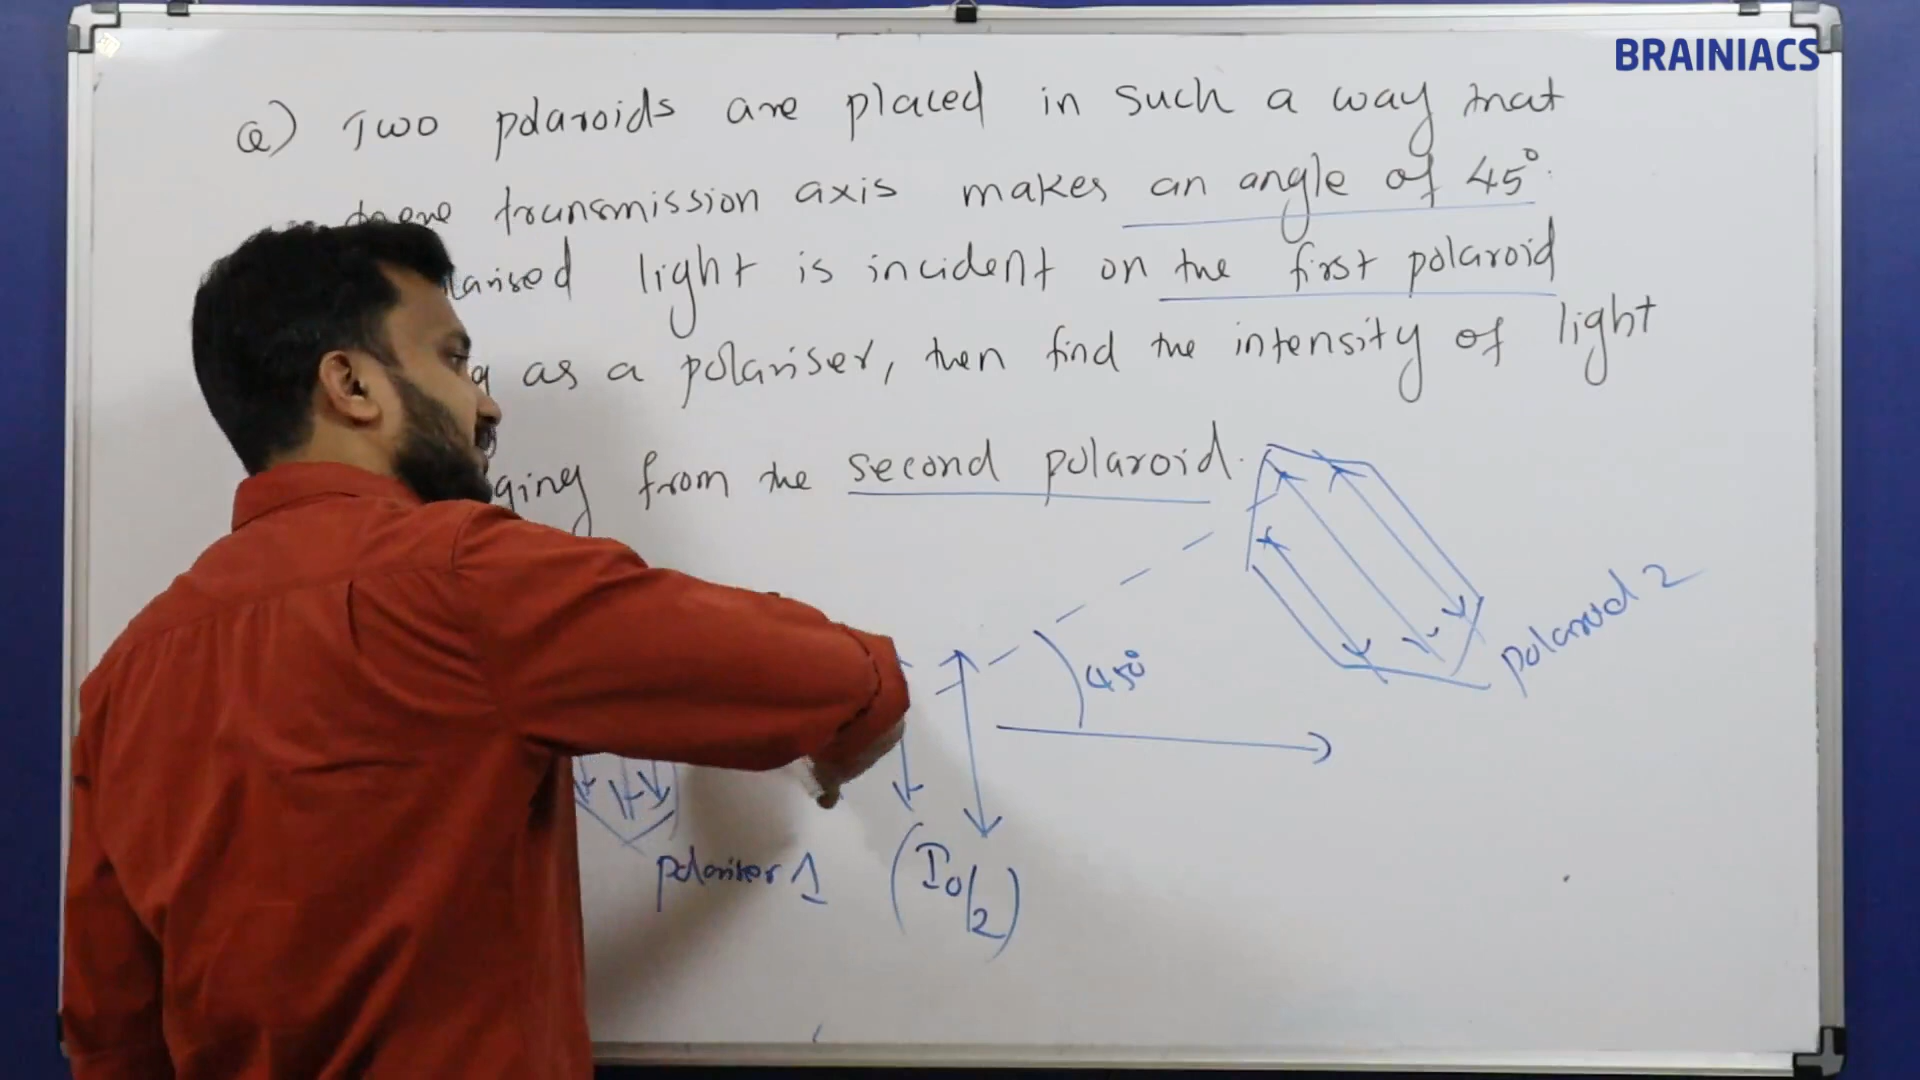 BRAINIACS
Q) Two polaroids are placed in such a way that
transmission axis makes an angle of 45°.
light is incident on the first polaroid
as a polariser, then find the intensity of light
from the second polaroid.
45°
polaroid 2
polariser 1
(I0/2)